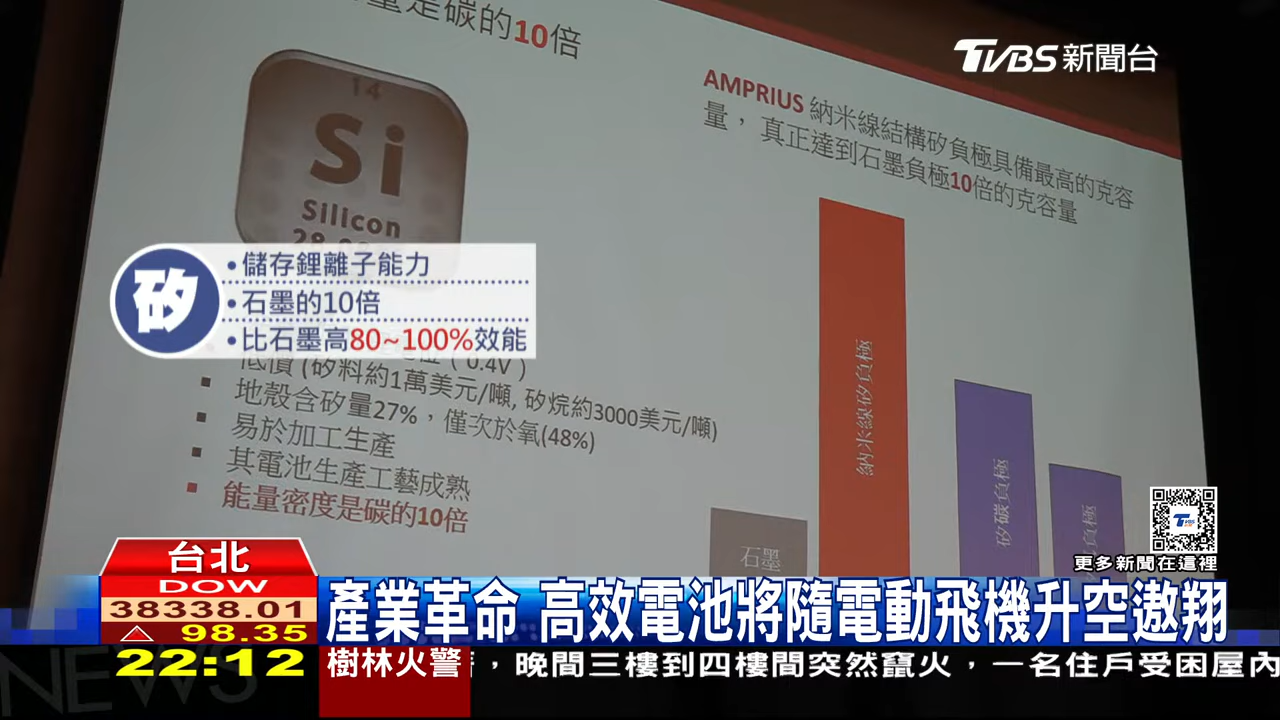 量是碳的10倍
TVBS新聞台
14
Si
Silicon
AMPRIUS 納米線結構矽負極具備最高的克容
量，真正達到石墨負極10倍的克容量
矽
•儲存鋰離子能力
•石墨的10倍
•比石墨高80~100%效能
0.4V）
低價 (矽料約1萬美元/噸, 矽烷約3000美元/噸)
▪ 地殼含矽量27%，僅次於氧(48%)
▪ 易於加工生產
▪ 其電池生產工藝成熟
▪ 能量密度是碳的10倍
石墨
納米線矽負極
矽碳負極
負極
TVBS
更多新聞在這裡
台北
DOW
38338.01
△ 98.35
22:12
產業革命 高效電池將隨電動飛機升空遨翔
樹林火警
，晚間三樓到四樓間突然竄火，一名住戶受困屋內
NEWS